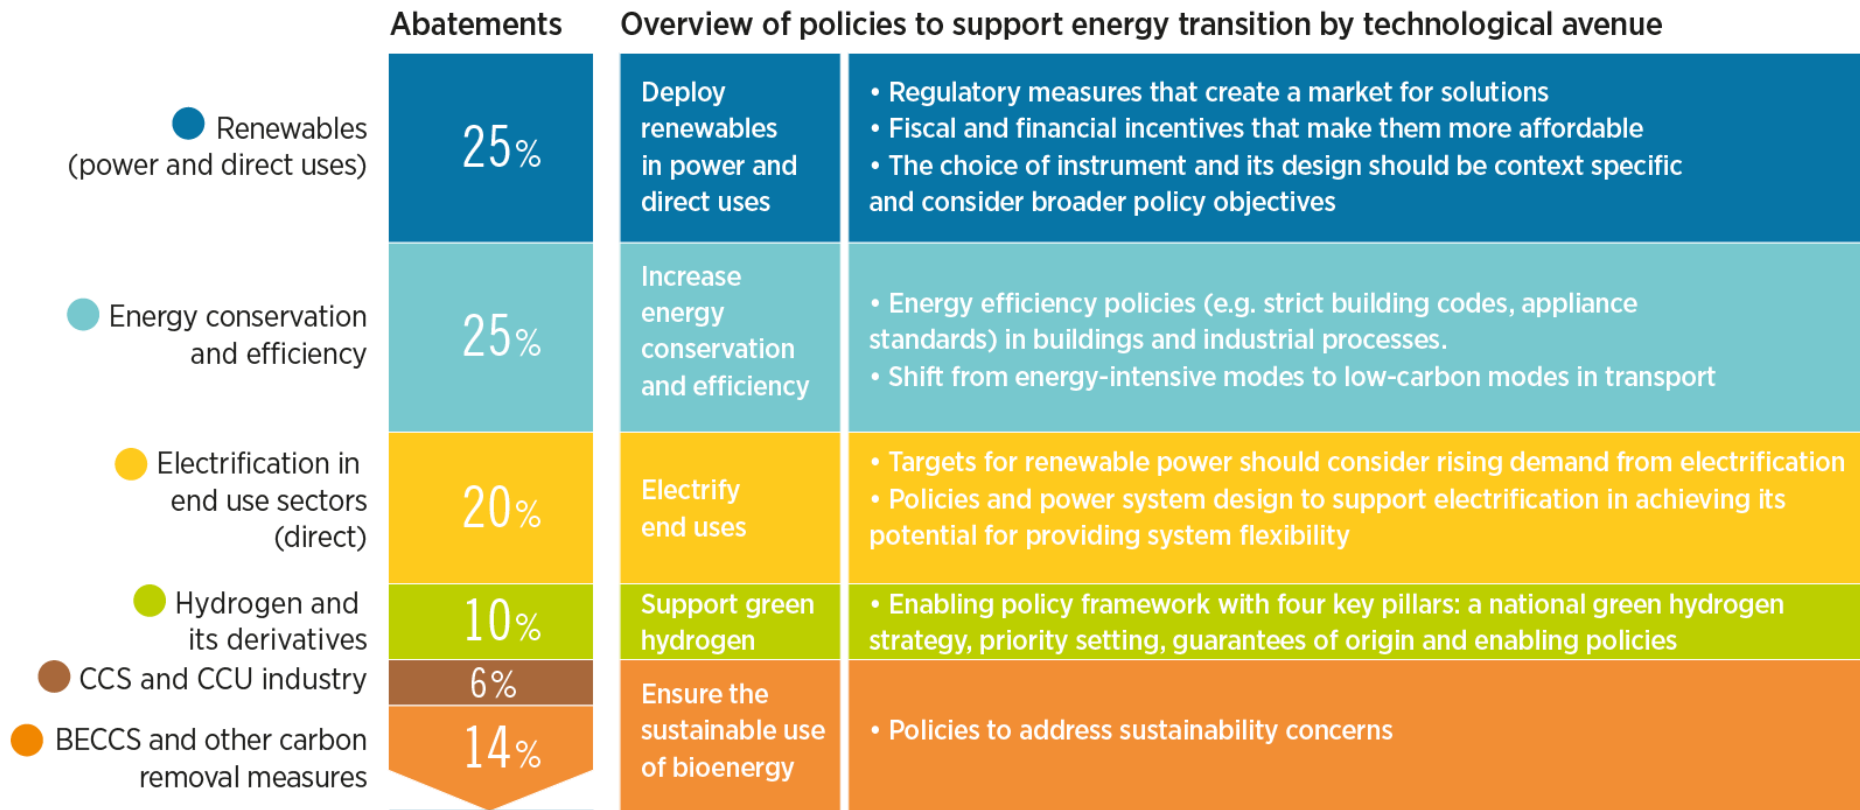 Abatements
Overview of policies to support energy transition by technological avenue
Renewables
(power and direct uses)
25%
Deploy
renewables
in power and
direct uses
• Regulatory measures that create a market for solutions
• Fiscal and financial incentives that make them more affordable
• The choice of instrument and its design should be context specific
and consider broader policy objectives
Energy conservation
and efficiency
25%
Increase
energy
conservation
and efficiency
• Energy efficiency policies (e.g. strict building codes, appliance
standards) in buildings and industrial processes.
• Shift from energy-intensive modes to low-carbon modes in transport
Electrification in
end use sectors
(direct)
20%
Electrify
end uses
• Targets for renewable power should consider rising demand from electrification
• Policies and power system design to support electrification in achieving its
potential for providing system flexibility
Hydrogen and
its derivatives
10%
Support green
hydrogen
• Enabling policy framework with four key pillars: a national green hydrogen
strategy, priority setting, guarantees of origin and enabling policies
CCS and CCU industry
6%
BECCS and other carbon
removal measures
14%
Ensure the
sustainable use
of bioenergy
• Policies to address sustainability concerns